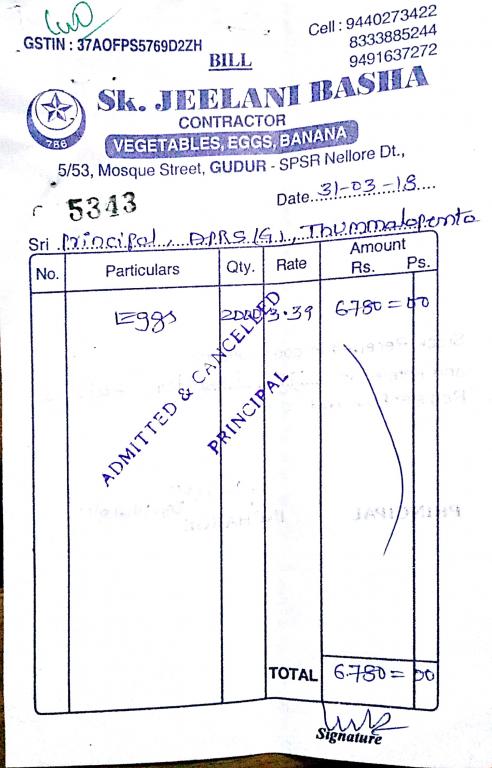 GSTIN : 37AOFPS5769D2ZH
Cell : 9440273422
8333885244
9491637272
BILL
Sk. JEELANI BASHA
CONTRACTOR
786
VEGETABLES, EGGS, BANANA
5/53, Mosque Street, GUDUR - SPSR Nellore Dt.,
5343
Date 31-03-18
Sri Principal, APRS (G), Thummalapenta
No. Particulars Qty. Rate Amount Rs. Ps.
Eggs 2000 3.39 6780=00
ADMITTED & CANCELLED
PRINCIPAL
TOTAL 6780=00
Signature